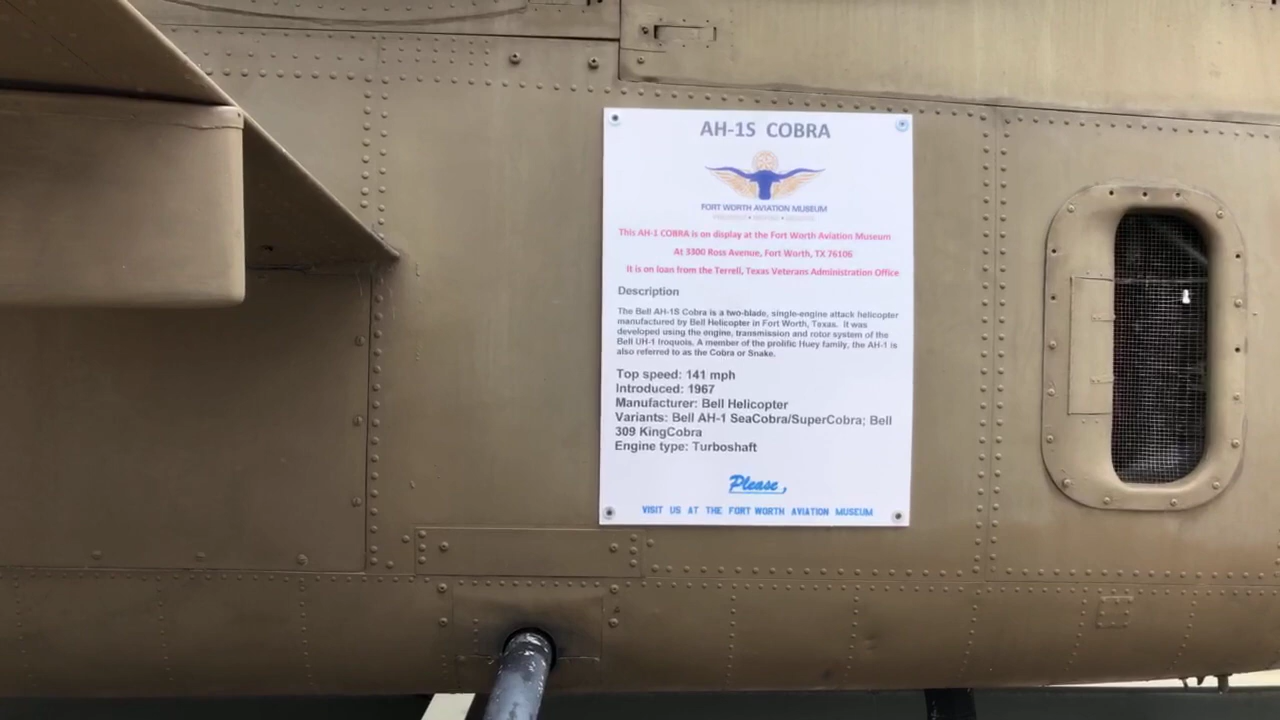 AH-1S COBRA
FORT WORTH AVIATION MUSEUM
This AH-1 COBRA is on display at the Fort Worth Aviation Museum
At 3300 Ross Avenue, Fort Worth, TX 76106
It is on loan from the Terrell, Texas Veterans Administration Office
Description
The Bell AH-1S Cobra is a two-blade, single-engine attack helicopter
manufactured by Bell Helicopter in Fort Worth, Texas. It was
developed using the engine, transmission and rotor system of the
Bell UH-1 Iroquois. A member of the prolific Huey family, the AH-1 is
also referred to as the Cobra or Snake.
Top speed: 141 mph
Introduced: 1967
Manufacturer: Bell Helicopter
Variants: Bell AH-1 SeaCobra/SuperCobra; Bell
309 KingCobra
Engine type: Turboshaft
Please,
VISIT US AT THE FORT WORTH AVIATION MUSEUM